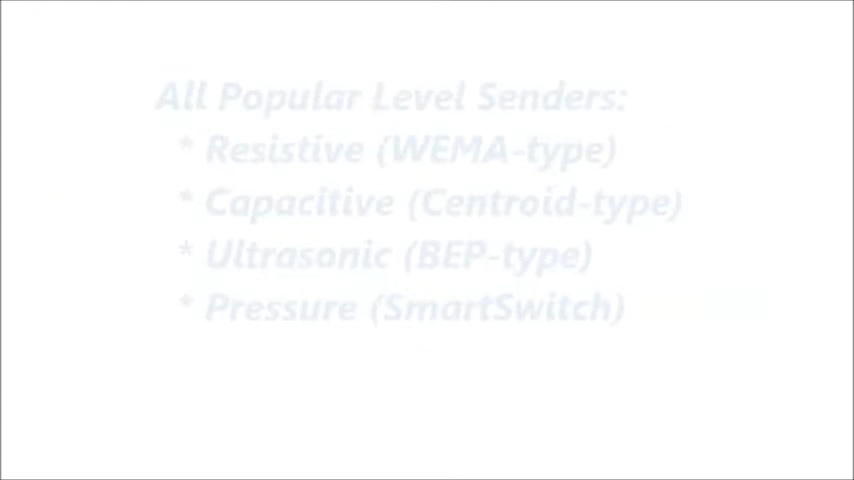 All Popular Level Senders:
* Resistive (WEMA-type)
* Capacitive (Centroid-type)
* Ultrasonic (BEP-type)
* Pressure (SmartSwitch)